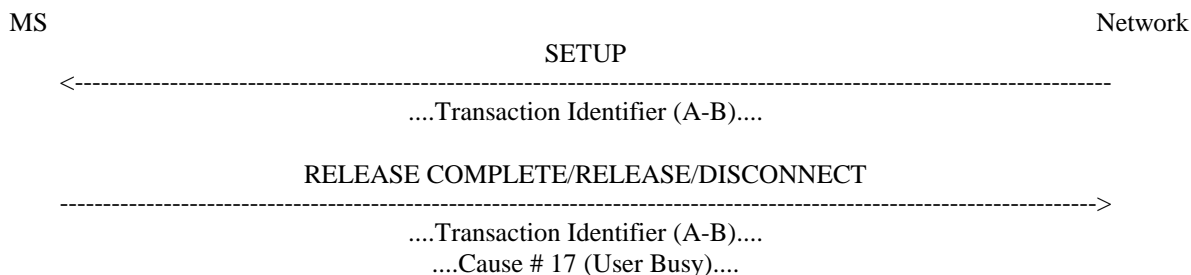 MS Network
SETUP
<------------------------------------------------------------------------------------------------------------------------
....Transaction Identifier (A-B)....
RELEASE COMPLETE/RELEASE/DISCONNECT
------------------------------------------------------------------------------------------------------------------------>
....Transaction Identifier (A-B)....
....Cause # 17 (User Busy)....